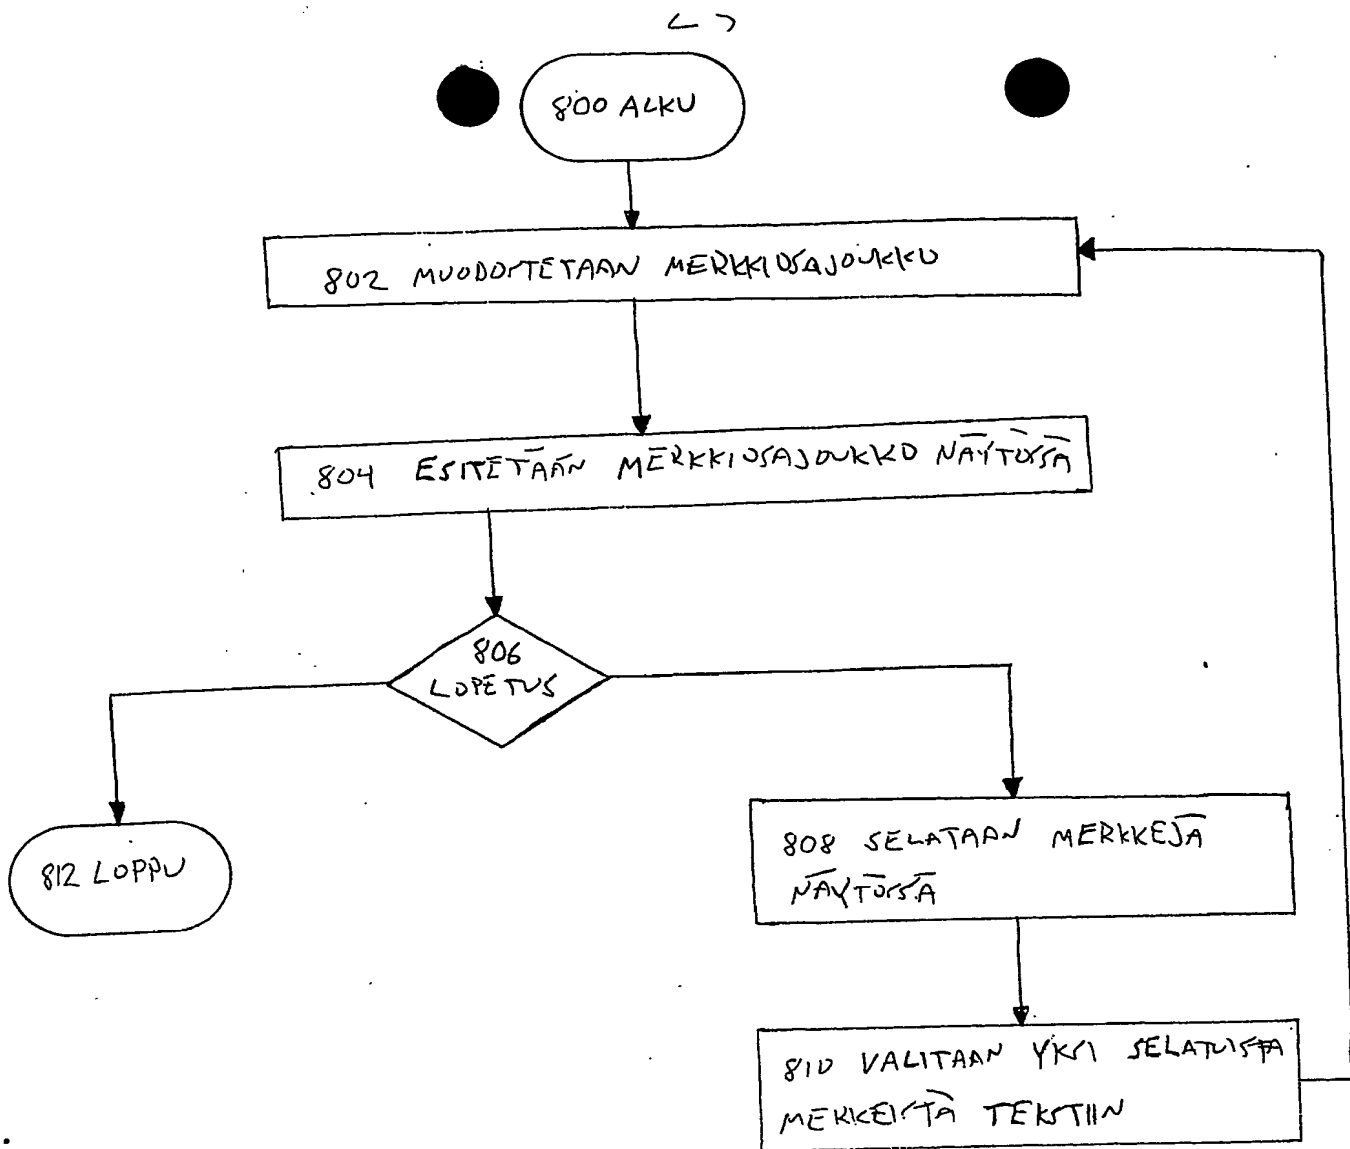 800 ALKU
802 MUODOSTETAAN MERKKIOSAJOUKKO
804 ESITETÄÄN MERKKIOSAJOUKKO NÄYTÖSSÄ
806
LOPETUS
812 LOPPU
808 SELATAAN MERKKEJÄ
NÄYTÖSSÄ
810 VALITAAN YKSI SELATUISTA
MERKEISTÄ TEKSTIIN